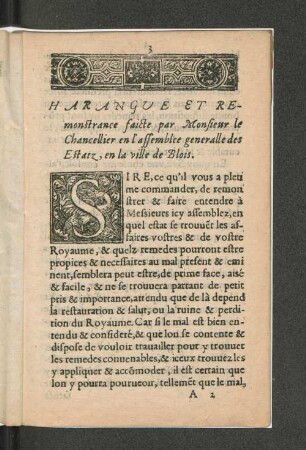 3
HARANGVE ET RE-
monstrance faicte par Monsieur le
Chancellier en l'assemblee generalle des
Estatz, en la ville de Blois.
SIRE, ce qu'il vous a pleu
me commander, de remon
strer & faire entendre à
Messieurs icy assemblez, en
quel estat se trouuẽt les af-
faires vostres & de vostre
Royaume, & quelz remedes pourront estre
propices & necessaires au mal present & emi
nent, semblera peut estre, de prime face, aisé
& facile, & ne se trouuera partant de petit
pris & importance, attendu que de là depend
la restauration & salut, ou la ruine & perdi-
tion du Royaume. Car si le mal est bien en-
tendu & consideré, & que lon se contente &
dispose de vouloir trauailler pour y trouuer
les remedes conuenables, & iceux trouuez les
y appliquer & accõmoder, il est certain que
lon y pourra pouruoir, tellemẽt que le mal,
A 2